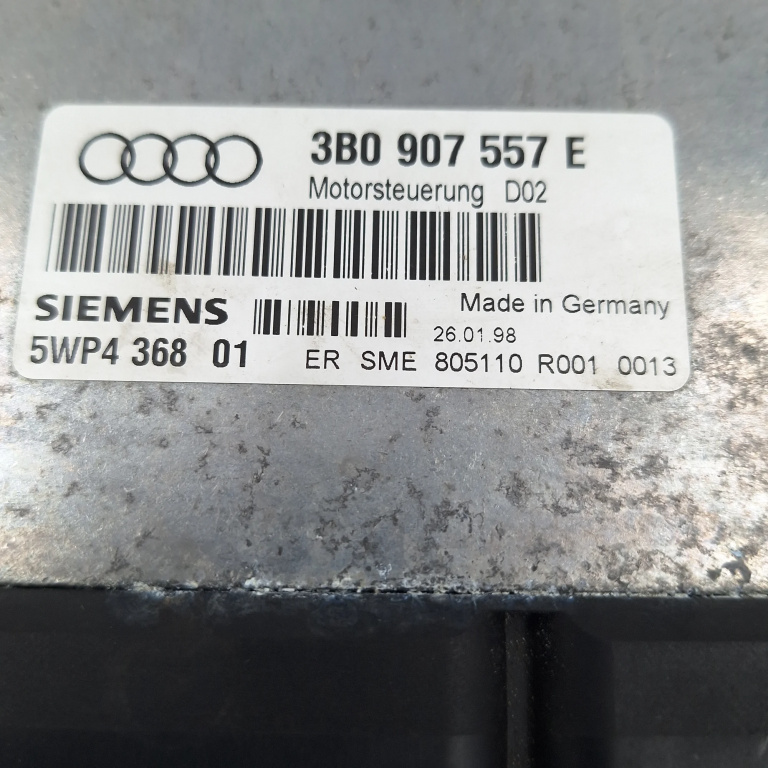 3B0 907 557 E
Motorsteuerung D02
SIEMENS
Made in Germany
26.01.98
5WP4 368 01
ER SME 805110 R001 0013